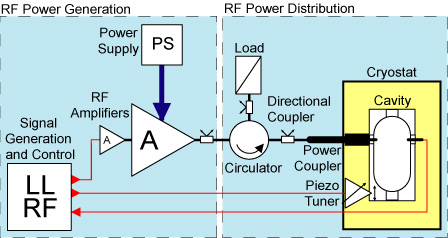 RF Power Generation
RF Power Distribution
Power
Supply
PS
Load
RF
Amplifiers
Directional
Coupler
Cryostat
Cavity
Signal
Generation
and Control
A
A
Circulator
Power
Coupler
LL
RF
Piezo
Tuner